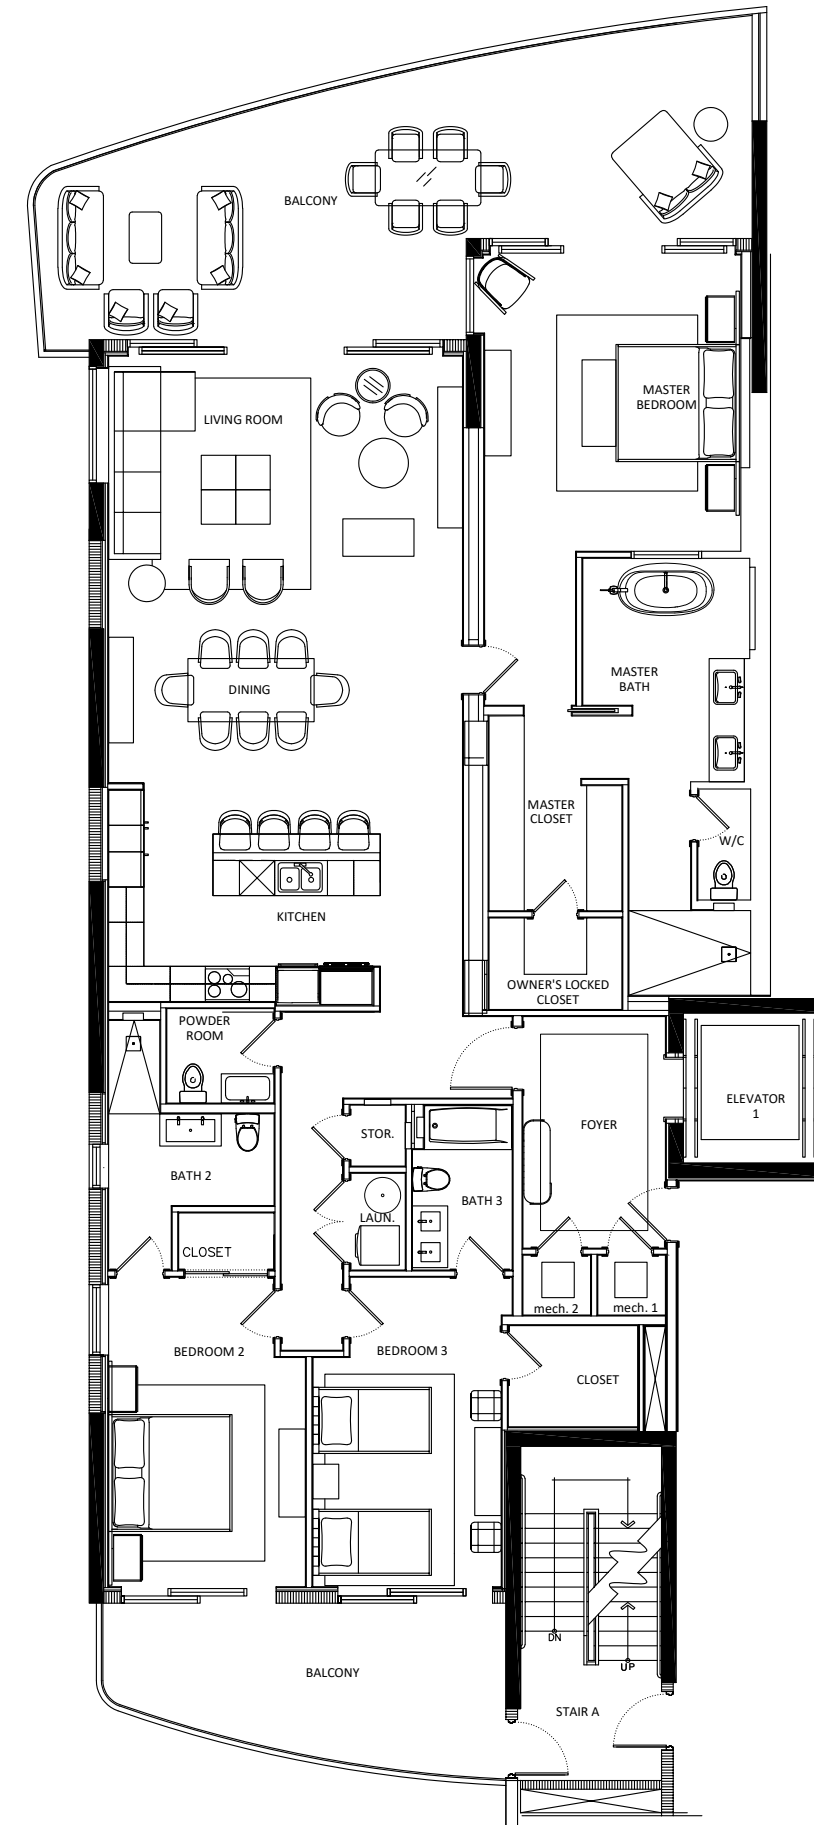 BALCONY
MASTER
BEDROOM
LIVING ROOM
MASTER
BATH
DINING
MASTER
CLOSET
W/C
KITCHEN
OWNER'S LOCKED
CLOSET
POWDER
ROOM
ELEVATOR
1
FOYER
STOR.
BATH 2
BATH 3
LAUN.
CLOSET
mech. 2
mech. 1
BEDROOM 2
BEDROOM 3
CLOSET
DN
UP
BALCONY
STAIR A